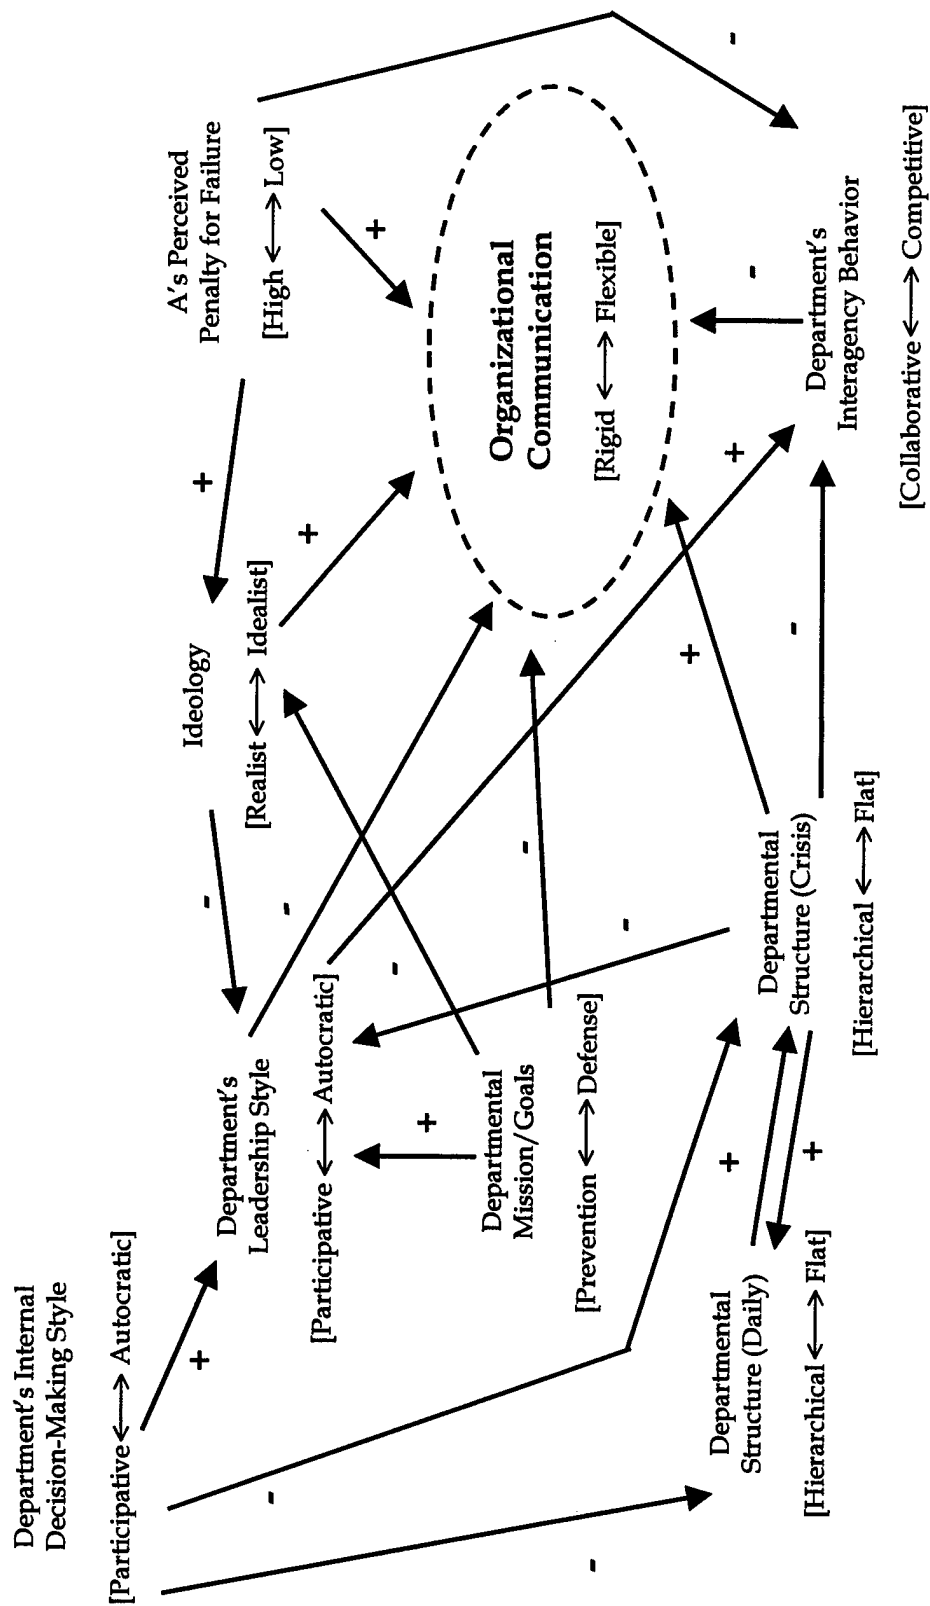 Department's Internal
Decision-Making Style
[Participative ⟷ Autocratic]
+
-
-
Department's
Leadership Style
[Participative ⟷ Autocratic]
-
-
Ideology
[Realist ⟷ Idealist]
+
+
A's Perceived
Penalty for Failure
[High ⟷ Low]
+
-
Organizational
Communication
[Rigid ⟷ Flexible]
+
-
Departmental
Mission/Goals
[Prevention ⟷ Defense]
-
-
+
+
-
Departmental
Structure (Daily)
[Hierarchical ⟷ Flat]
+
+
Departmental
Structure (Crisis)
[Hierarchical ⟷ Flat]
-
Department's
Interagency Behavior
[Collaborative ⟷ Competitive]